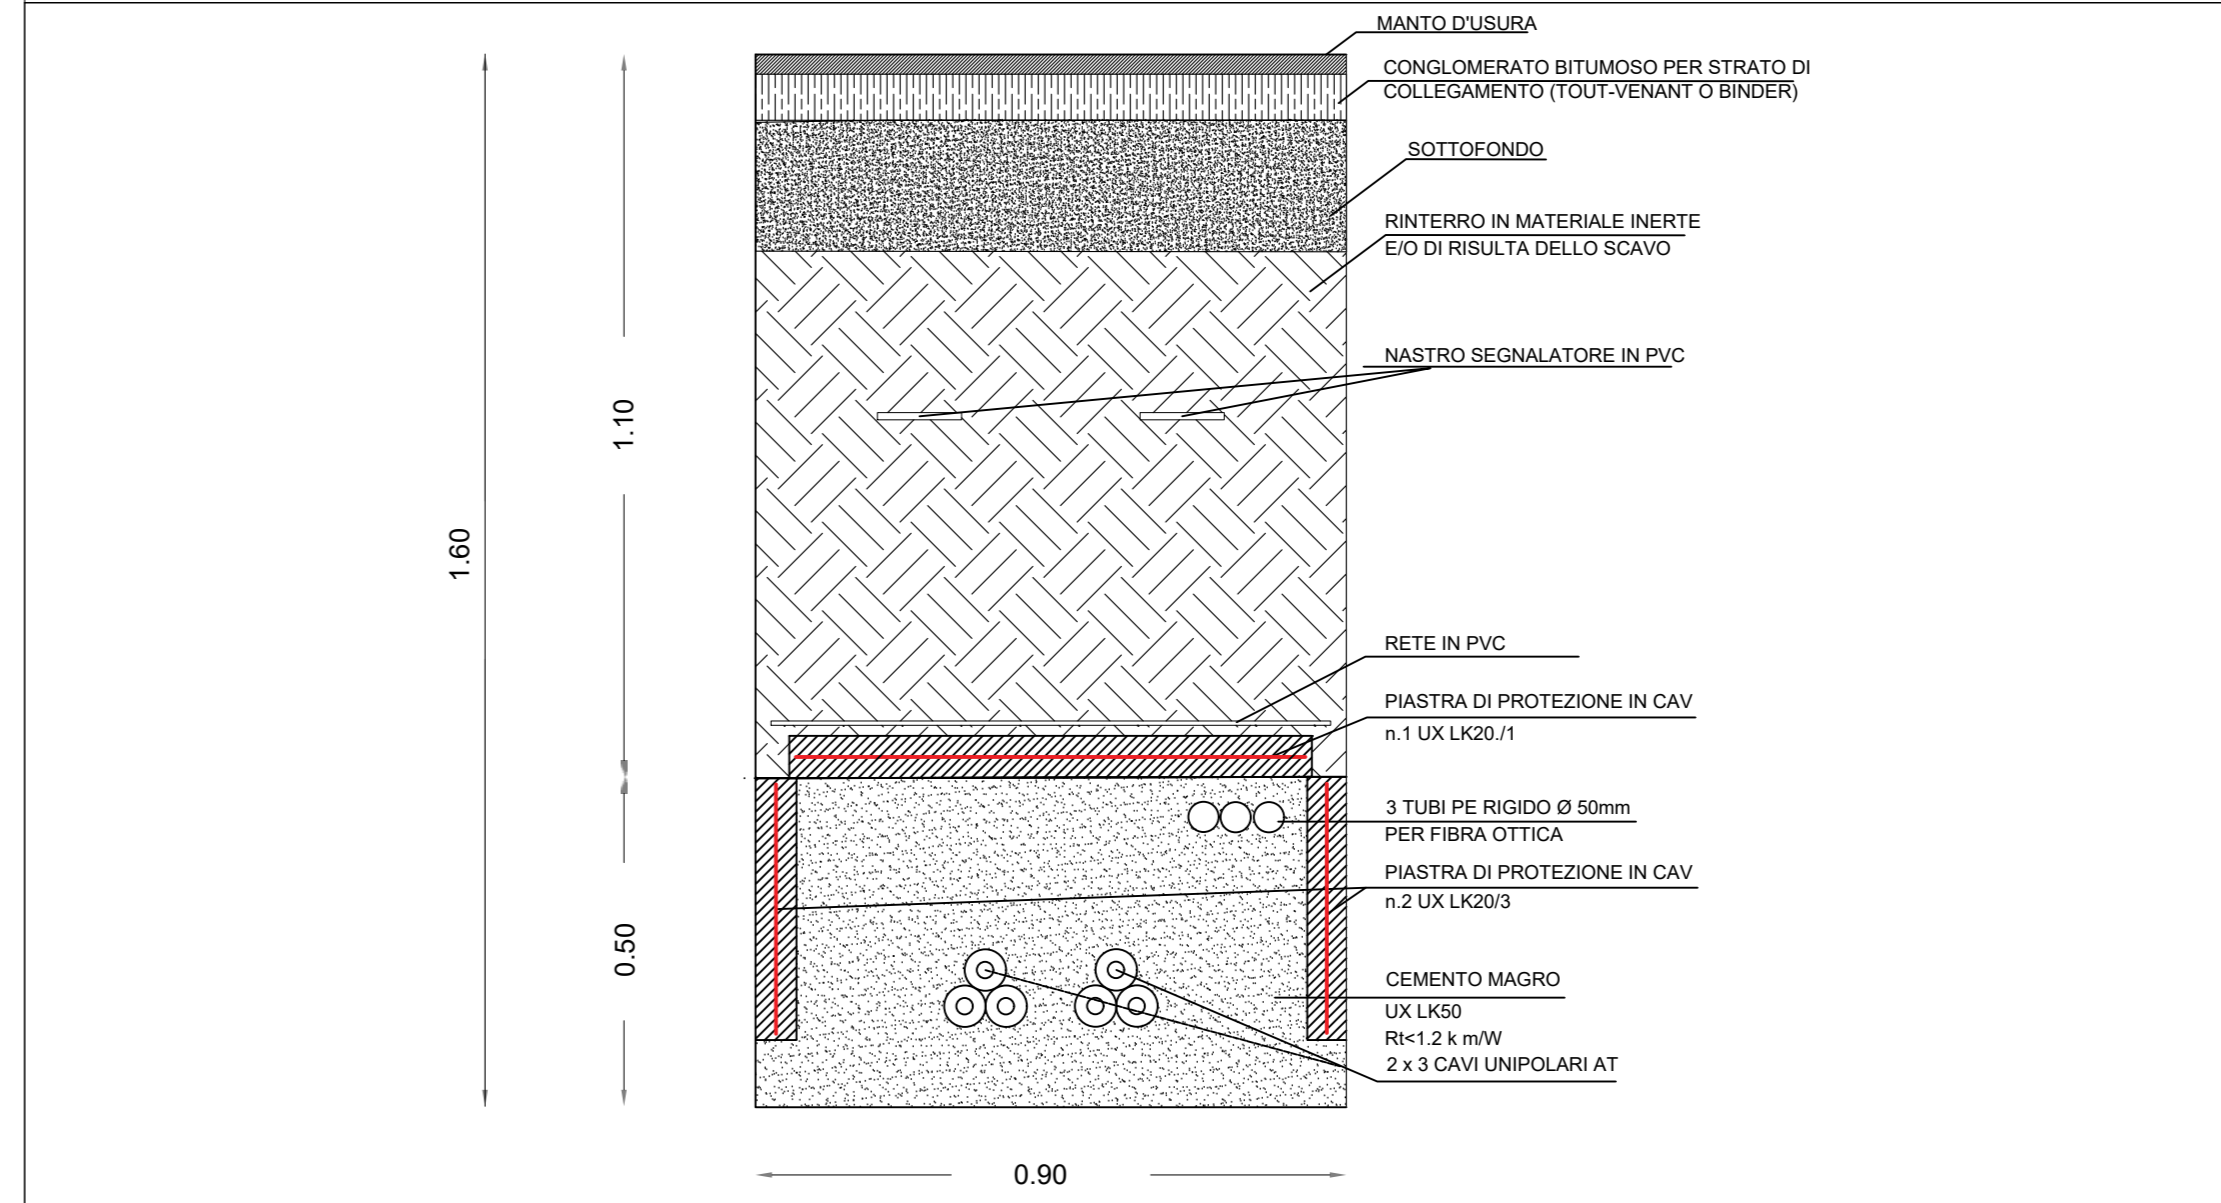 MANTO D'USURA
CONGLOMERATO BITUMOSO PER STRATO DI
COLLEGAMENTO (TOUT-VENANT O BINDER)
SOTTOFONDO
RINTERRO IN MATERIALE INERTE
E/O DI RISULTA DELLO SCAVO
NASTRO SEGNALATORE IN PVC
1.10
1.60
RETE IN PVC
PIASTRA DI PROTEZIONE IN CAV
n.1 UX LK20./1
3 TUBI PE RIGIDO Ø 50mm
PER FIBRA OTTICA
PIASTRA DI PROTEZIONE IN CAV
n.2 UX LK20/3
0.50
CEMENTO MAGRO
UX LK50
Rt<1.2 k m/W
2 x 3 CAVI UNIPOLARI AT
0.90